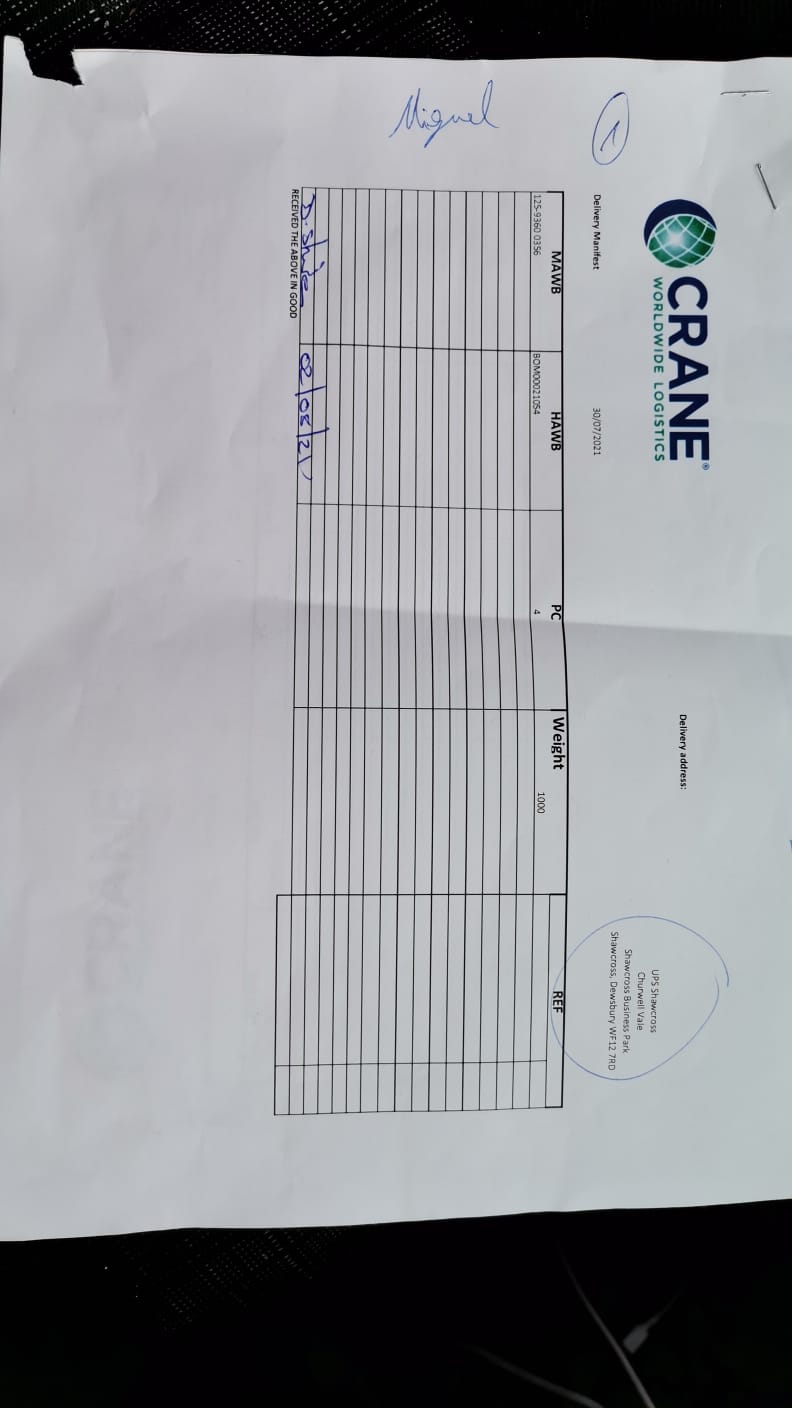 CRANE®
WORLDWIDE LOGISTICS
Delivery address:
UPS Shawcross
Churwell Vale
Shawcross Business Park
Shawcross, Dewsbury WF12 7RD
1
Delivery Manifest 30/07/2021
MAWB HAWB PC Weight REF
125-9360 0356 BOM00021054 4 1000
Miguel
02/08/21
RECEIVED THE ABOVE IN GOOD